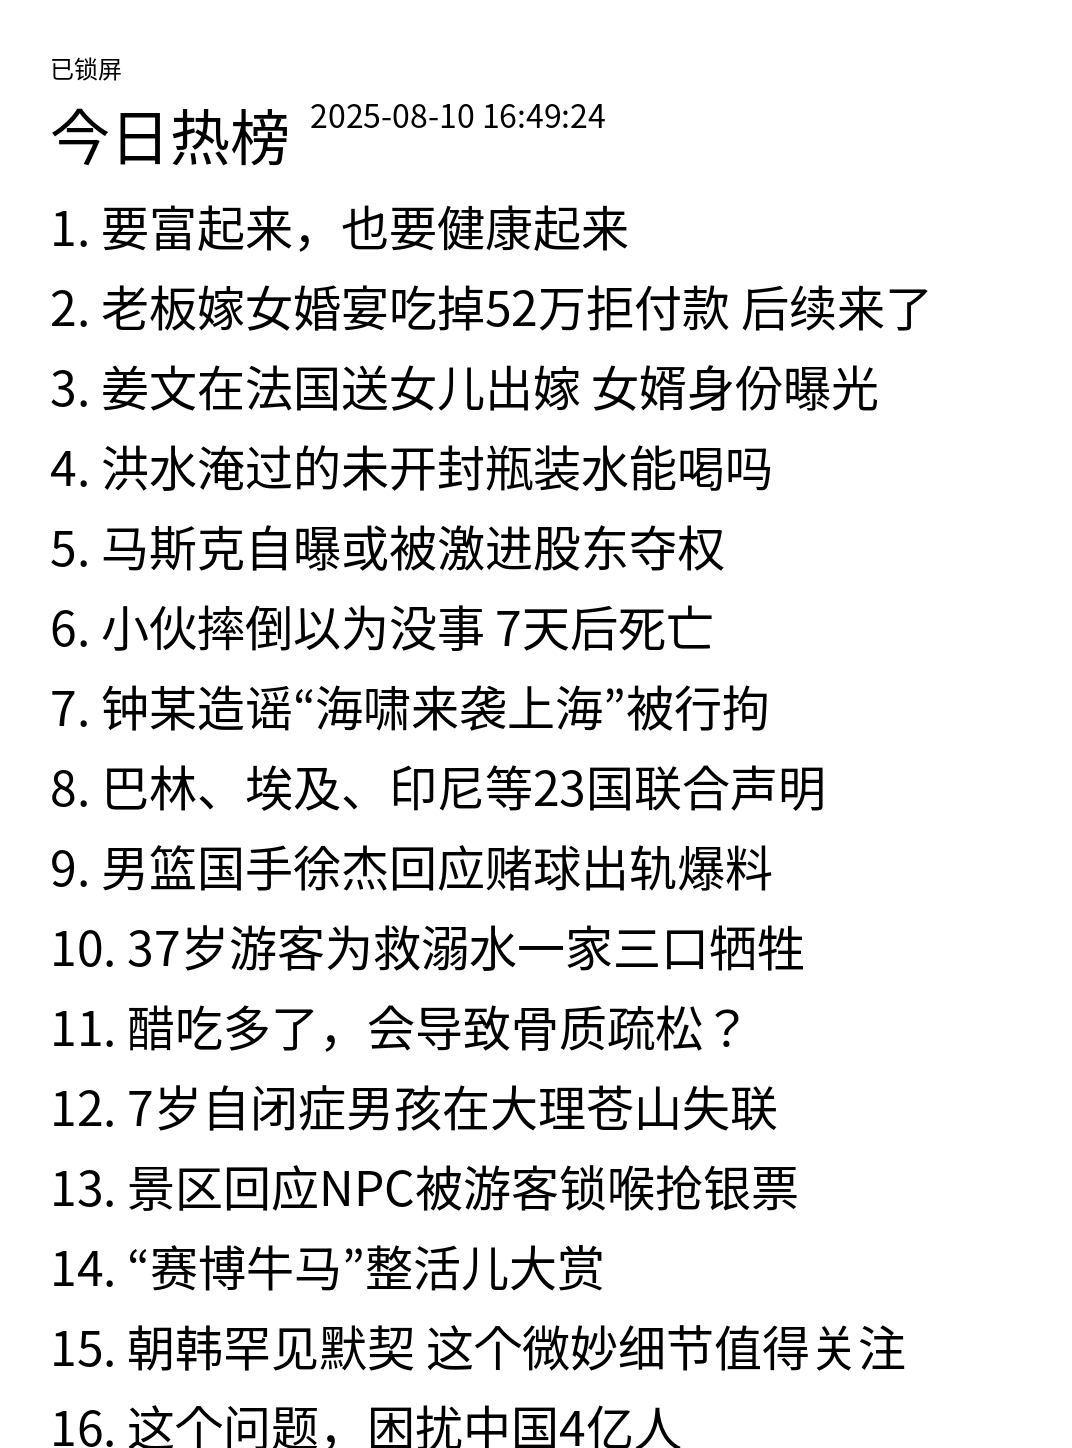 已锁屏
今日热榜 2025-08-10 16:49:24
1. 要富起来，也要健康起来
2. 老板嫁女婚宴吃掉52万拒付款 后续来了
3. 姜文在法国送女儿出嫁 女婿身份曝光
4. 洪水淹过的未开封瓶装水能喝吗
5. 马斯克自曝或被激进股东夺权
6. 小伙摔倒以为没事 7天后死亡
7. 钟某造谣“海啸来袭上海”被行拘
8. 巴林、埃及、印尼等23国联合声明
9. 男篮国手徐杰回应赌球出轨爆料
10. 37岁游客为救溺水一家三口牺牲
11. 醋吃多了，会导致骨质疏松？
12. 7岁自闭症男孩在大理苍山失联
13. 景区回应NPC被游客锁喉抢银票
14. “赛博牛马”整活儿大赏
15. 朝韩罕见默契 这个微妙细节值得关注
16. 这个问题，困扰中国4亿人